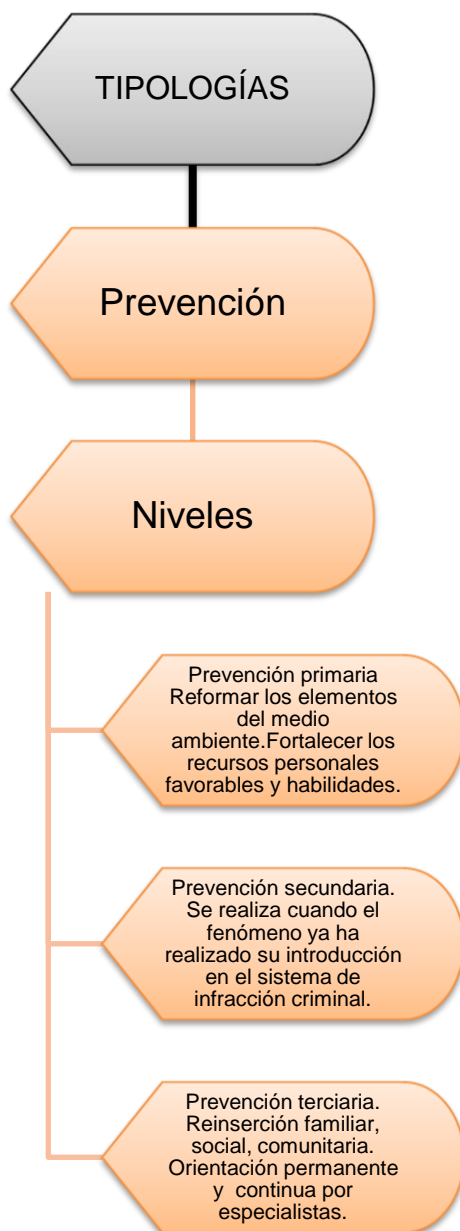 TIPOLOGÍAS
Prevención
Niveles
Prevención primaria
Reformar los elementos
del medio
ambiente.Fortalecer los
recursos personales
favorables y habilidades.
Prevención secundaria.
Se realiza cuando el
fenómeno ya ha
realizado su introducción
en el sistema de
infracción criminal.
Prevención terciaria.
Reinserción familiar,
social, comunitaria.
Orientación permanente
y continua por
especialistas.